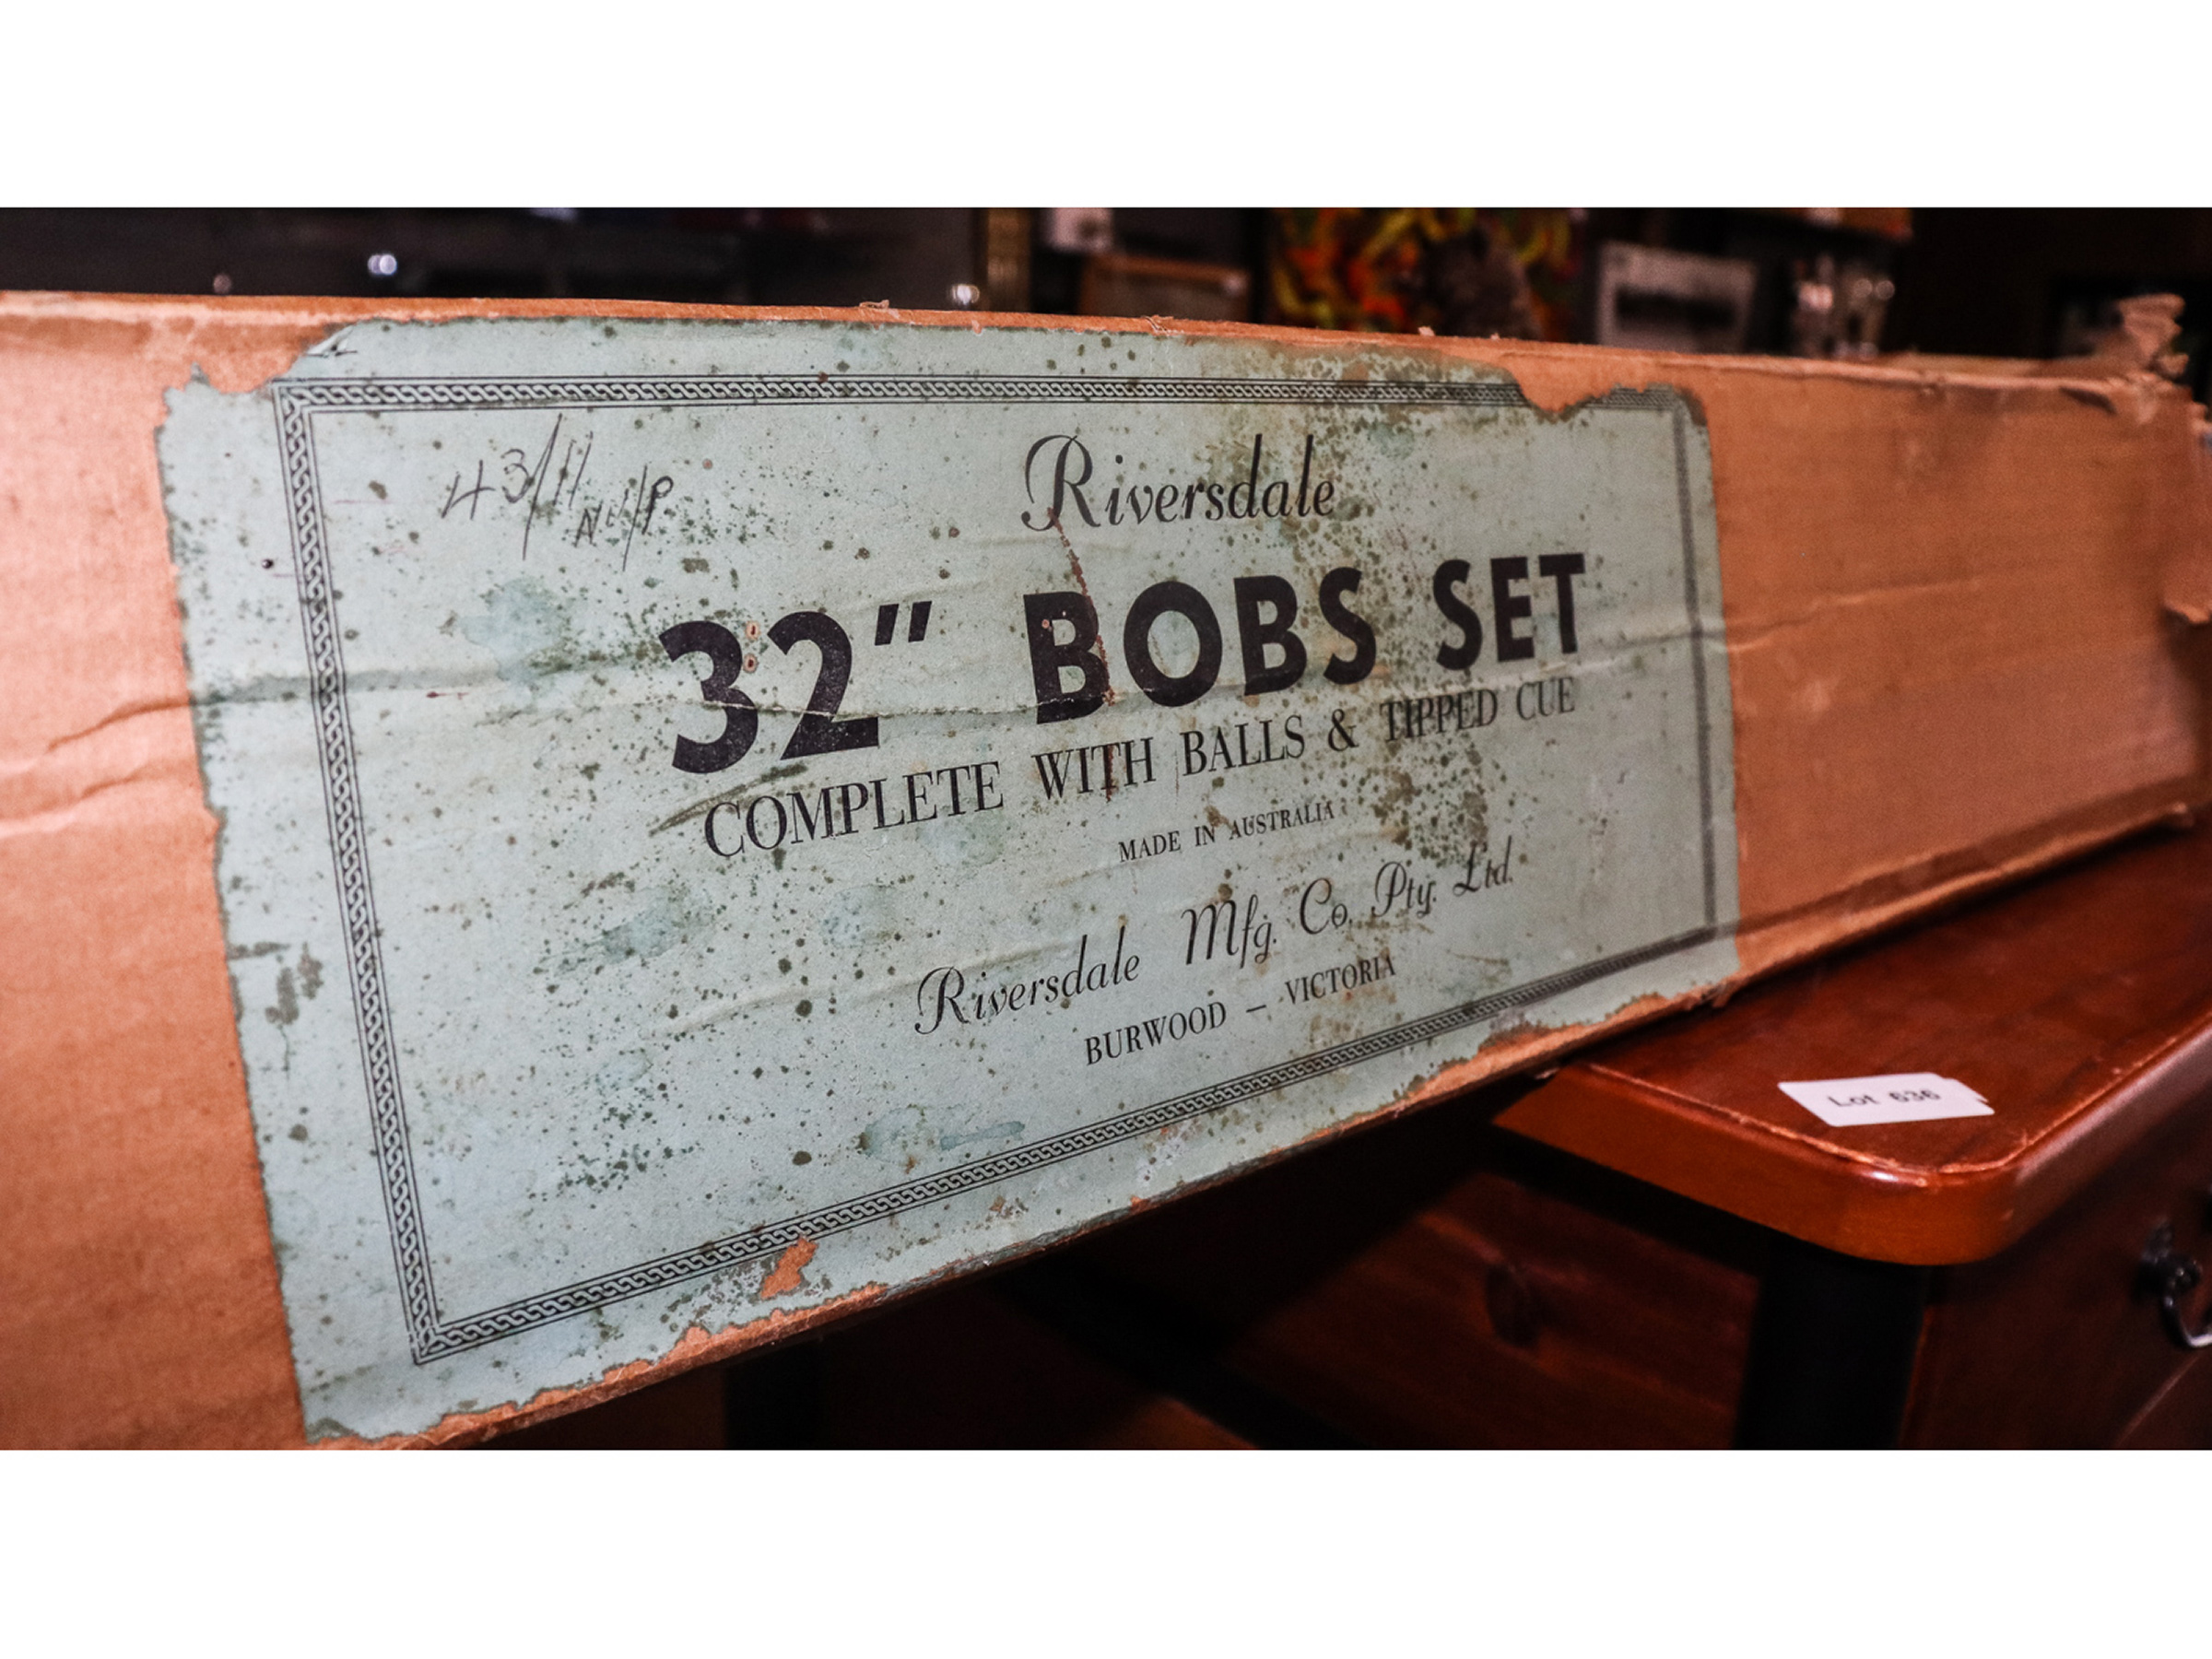 43/11
N4/P
Riversdale
32" BOBS SET
COMPLETE WITH BALLS & TIPPED CUE
MADE IN AUSTRALIA
Riversdale Mfg. Co. Pty. Ltd.
BURWOOD — VICTORIA
Lot 636